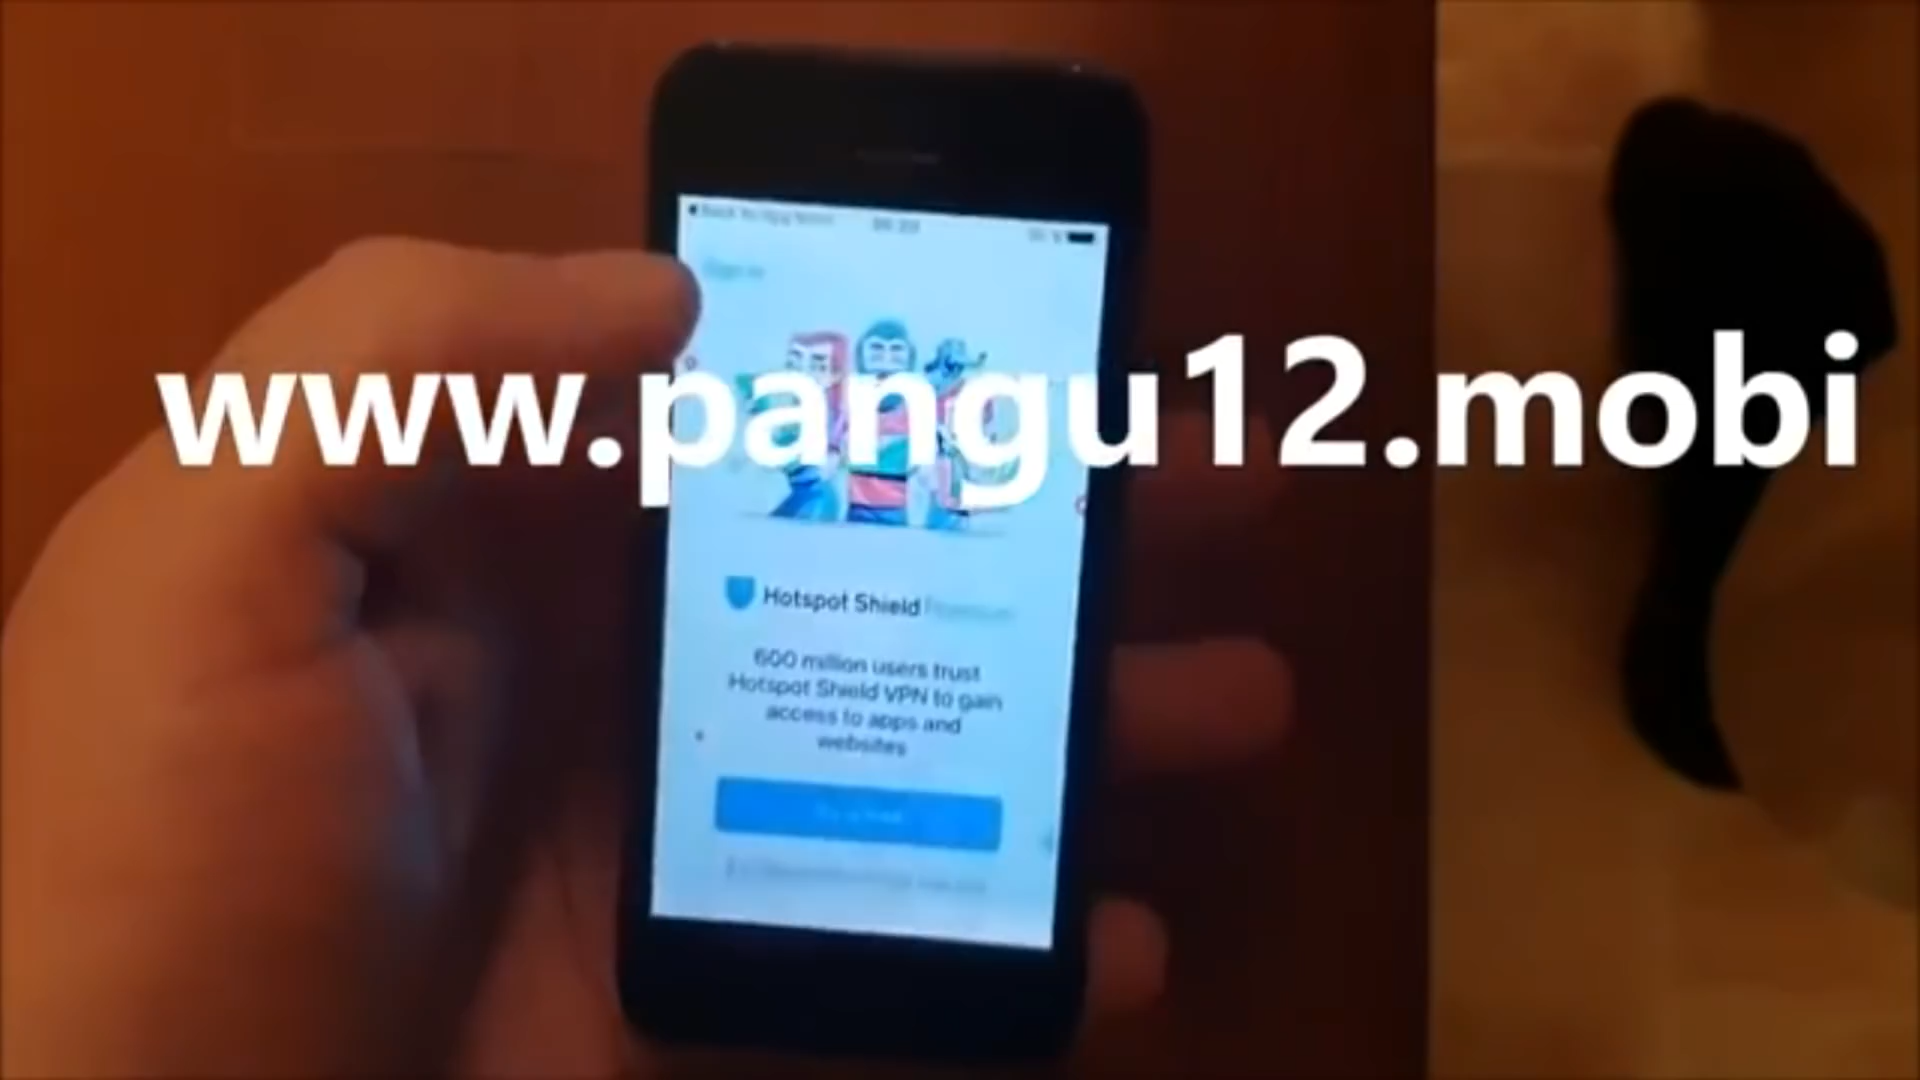 www.pangu12.mobi
Hotspot Shield
600 million users trust
Hotspot Shield VPN to gain
access to apps and
websites